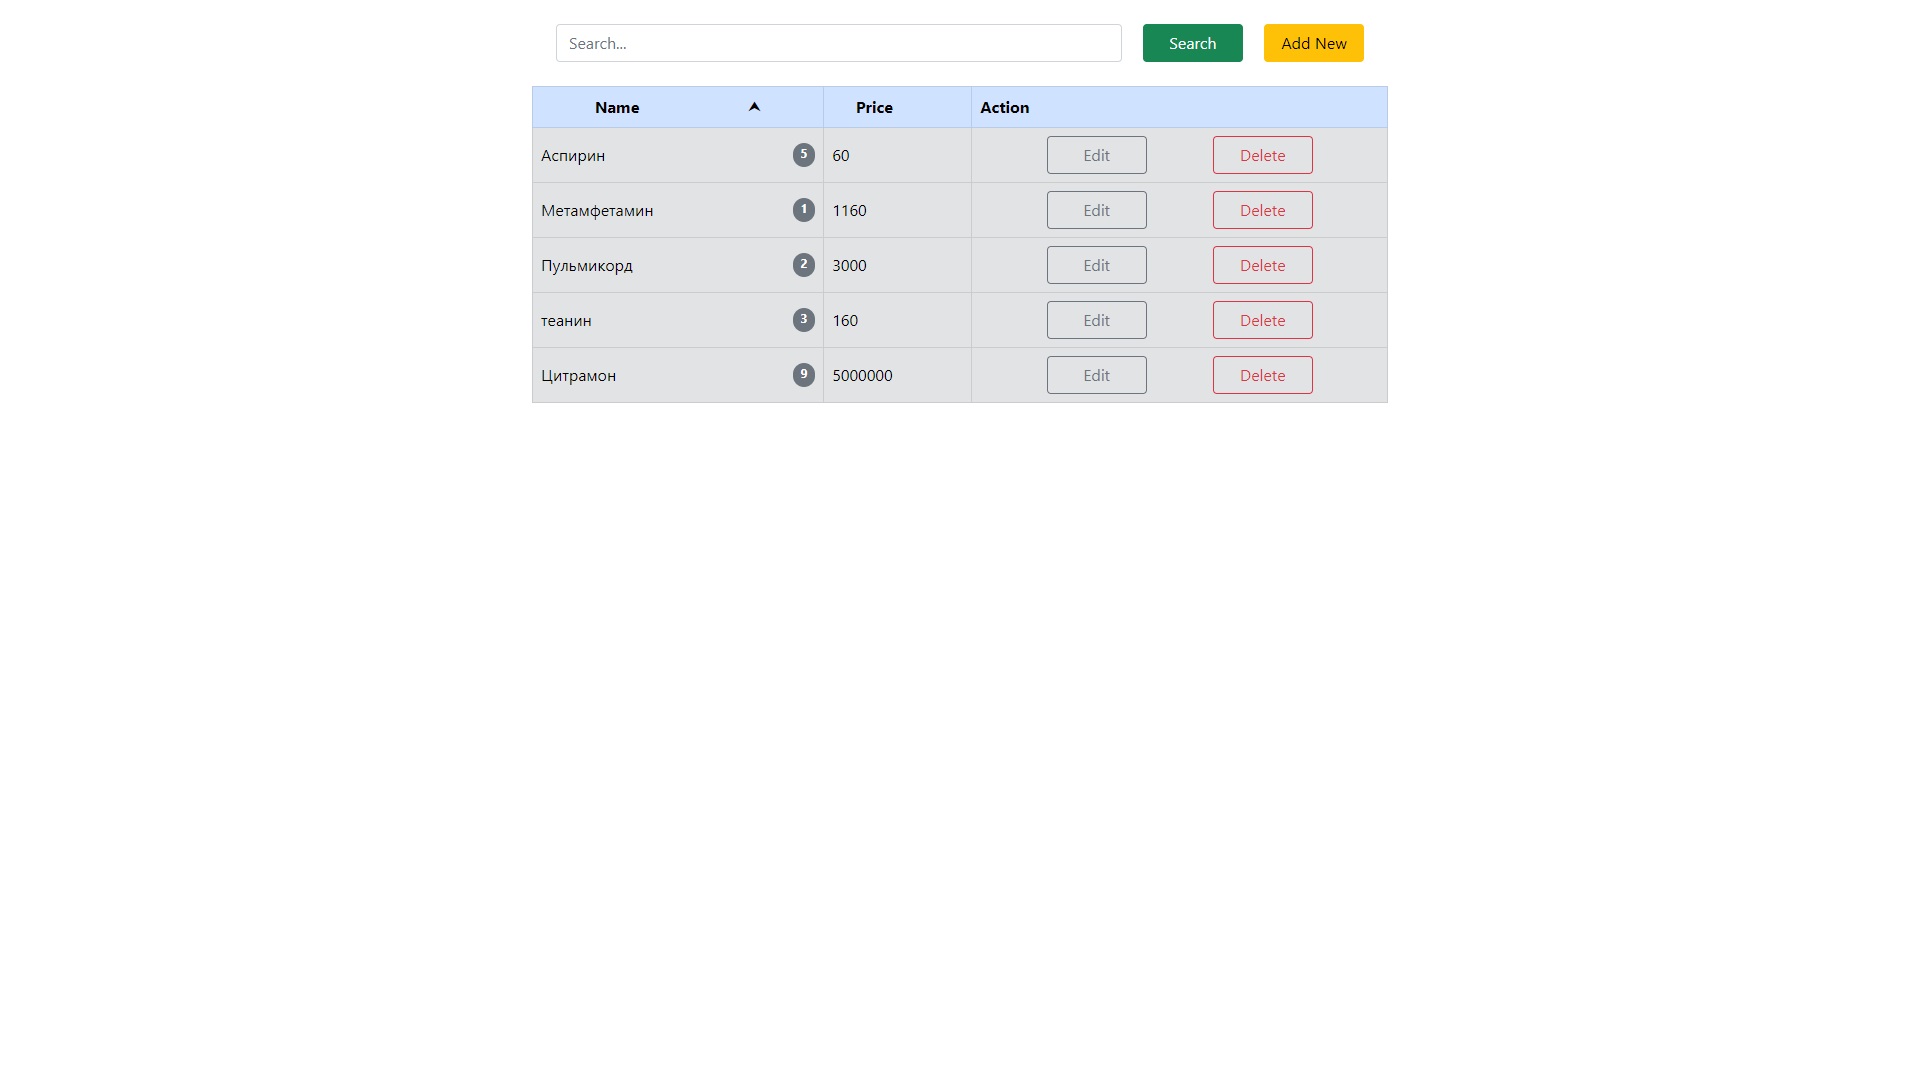 Search... Search Add New
Name Price Action
Аспирин 5 60 Edit Delete
Метамфетамин 1 1160 Edit Delete
Пульмикорд 2 3000 Edit Delete
теанин 3 160 Edit Delete
Цитрамон 9 5000000 Edit Delete